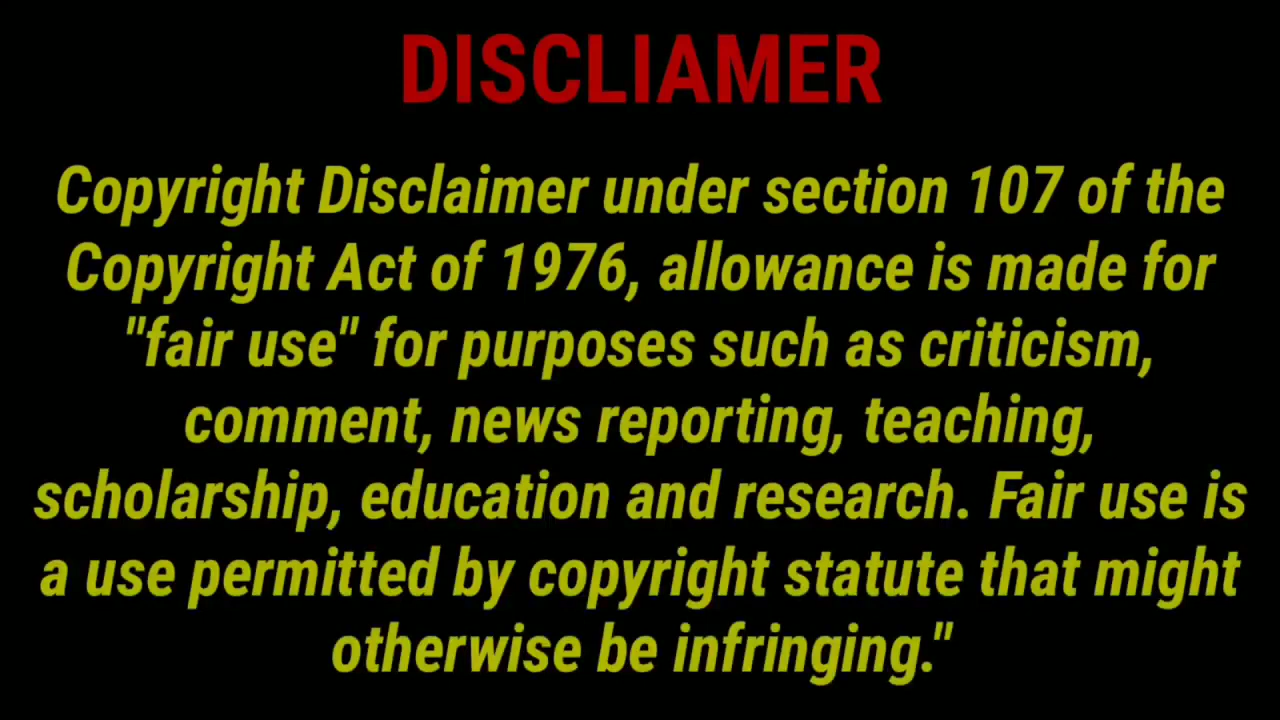 DISCLIAMER
Copyright Disclaimer under section 107 of the
Copyright Act of 1976, allowance is made for
"fair use" for purposes such as criticism,
comment, news reporting, teaching,
scholarship, education and research. Fair use is
a use permitted by copyright statute that might
otherwise be infringing."